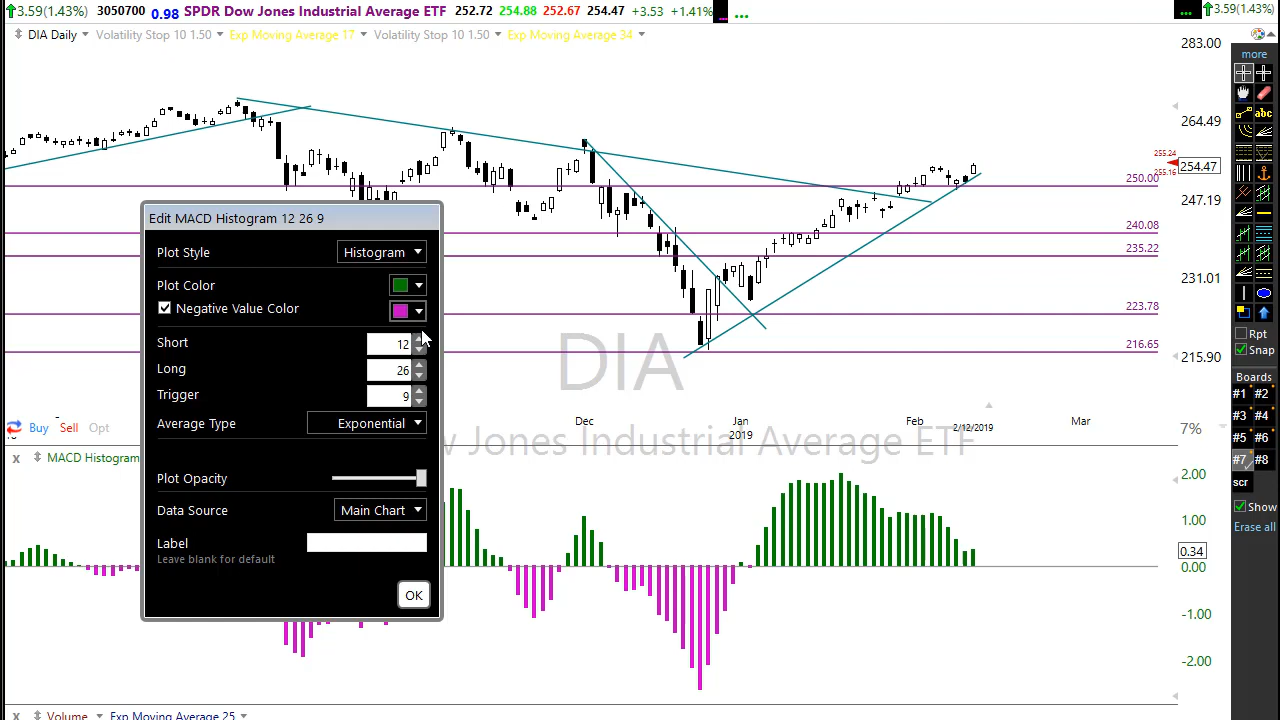 3.59(1.43%) 3050700 0.98 SPDR Dow Jones Industrial Average ETF 252.72 254.88 252.67 254.47 +3.53 +1.41% ... ... 3.59(1.43%)
DIA Daily Volatility Stop 10 1.50 Exp Moving Average 17 Volatility Stop 10 1.50 Exp Moving Average 34
283.00
more
abc
264.49
255.24
254.47
255.16
250.00
247.19
240.08
235.22
231.01
223.78
216.65
215.90
DIA
Dow Jones Industrial Average ETF
Edit MACD Histogram 12 26 9
Plot Style Histogram
Plot Color
Negative Value Color
Short 12
Long 26
Trigger 9
Average Type Exponential
Plot Opacity
Data Source Main Chart
Label
Leave blank for default
OK
Rpt
Snap
Boards
#1 #2
#3 #4
#5 #6
#7 #8
scr
Show
Erase all
Dec Jan Feb Mar
2019 2/12/2019
7%
Buy Sell Opt
X MACD Histogram
2.00
1.00
0.34
0.00
-1.00
-2.00
X Volume Exp Moving Average 25